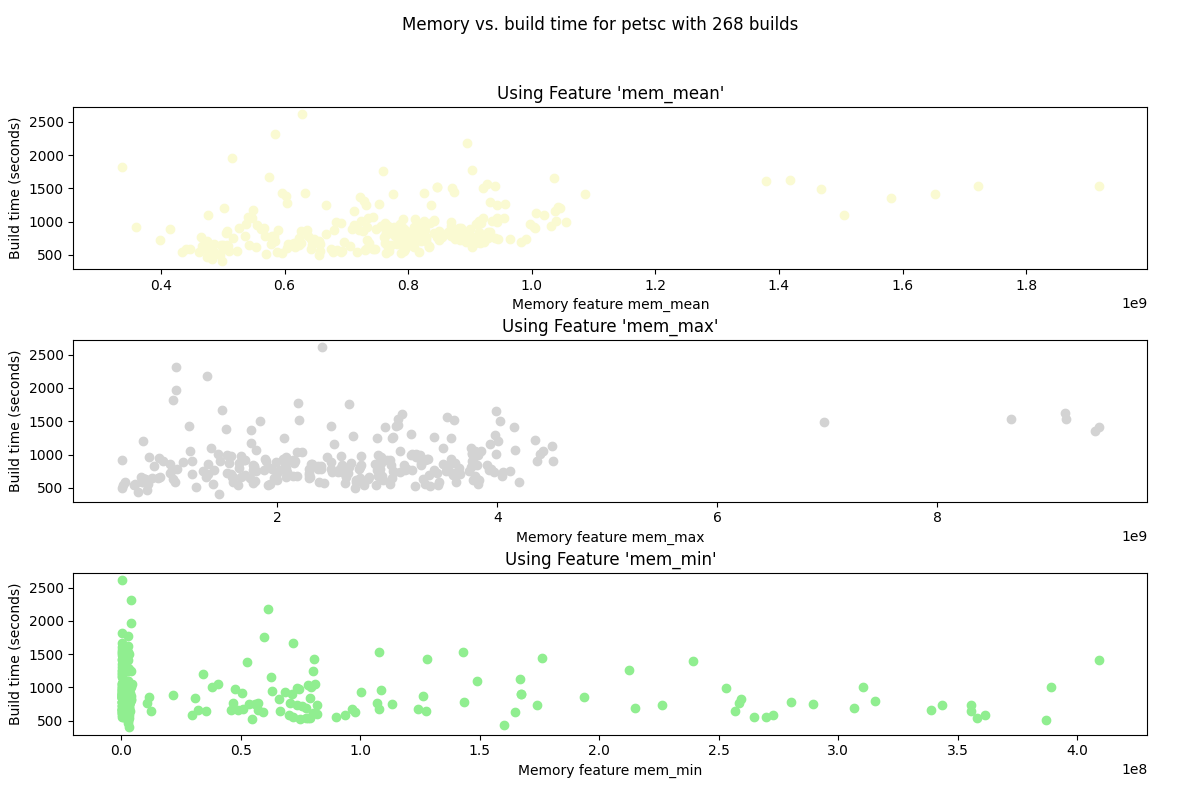 Memory vs. build time for petsc with 268 builds
Using Feature 'mem_mean'
Build time (seconds)
2500
2000
1500
1000
500
0.4 0.6 0.8 1.0 1.2 1.4 1.6 1.8
1e9
Memory feature mem_mean
Using Feature 'mem_max'
Build time (seconds)
2500
2000
1500
1000
500
2 4 6 8
1e9
Memory feature mem_max
Using Feature 'mem_min'
Build time (seconds)
2500
2000
1500
1000
500
0.0 0.5 1.0 1.5 2.0 2.5 3.0 3.5 4.0
1e8
Memory feature mem_min